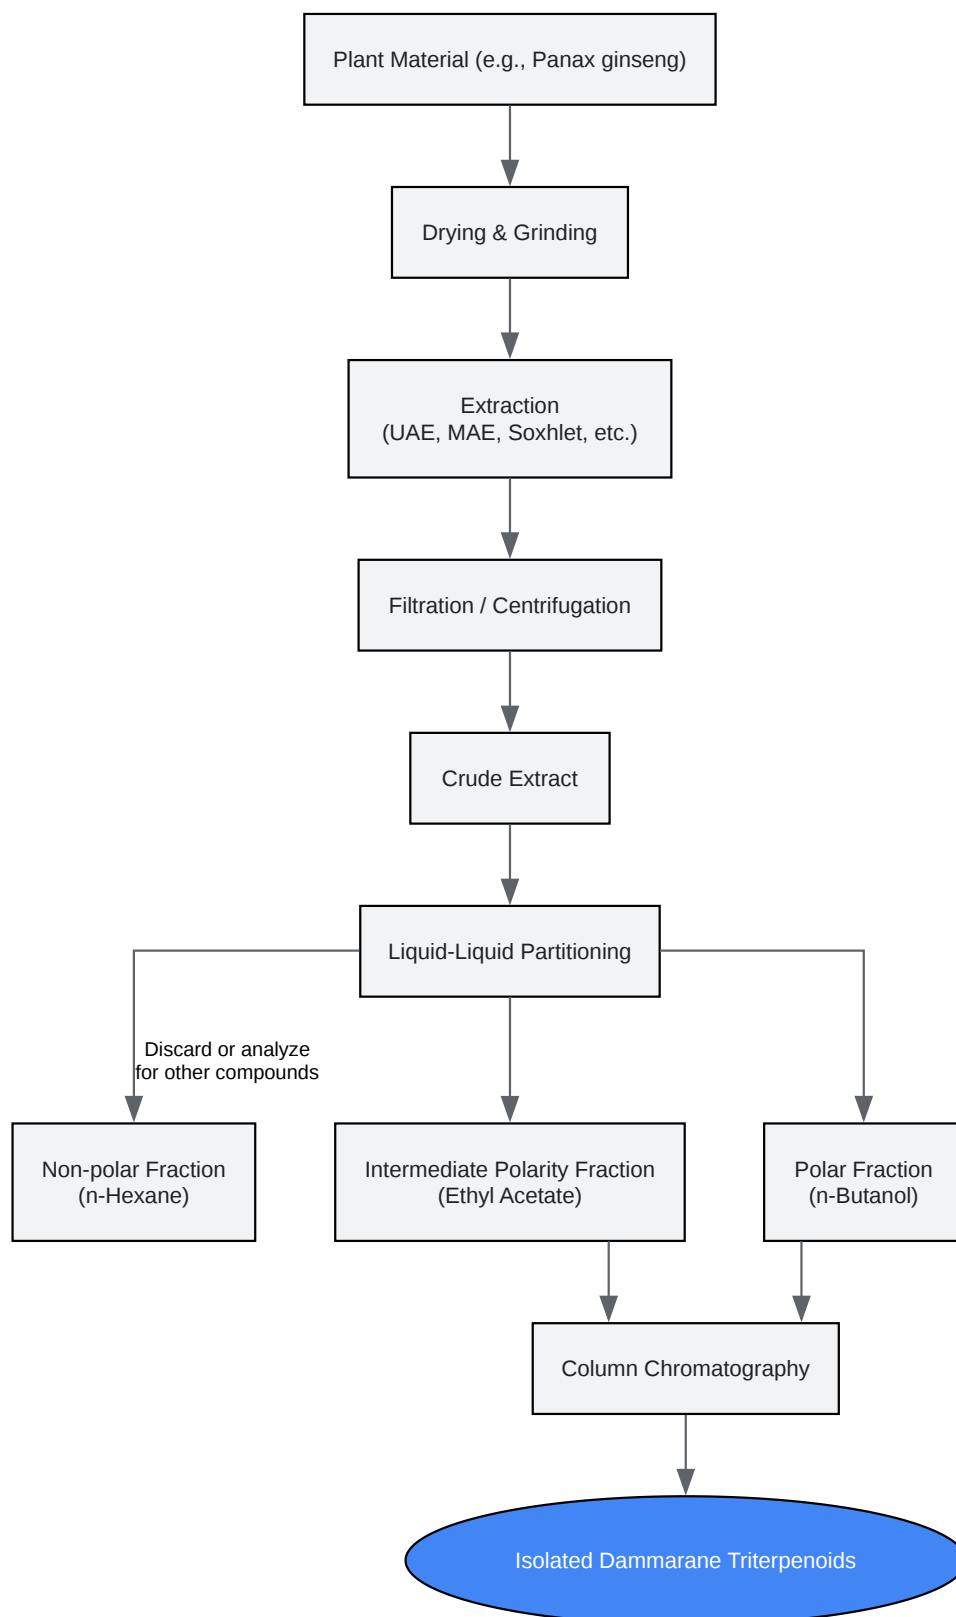 Plant Material (e.g., Panax ginseng)
Drying & Grinding
Extraction
(UAE, MAE, Soxhlet, etc.)
Filtration / Centrifugation
Crude Extract
Liquid-Liquid Partitioning
Discard or analyze
for other compounds
Non-polar Fraction
(n-Hexane)
Intermediate Polarity Fraction
(Ethyl Acetate)
Polar Fraction
(n-Butanol)
Column Chromatography
Isolated Dammarane Triterpenoids